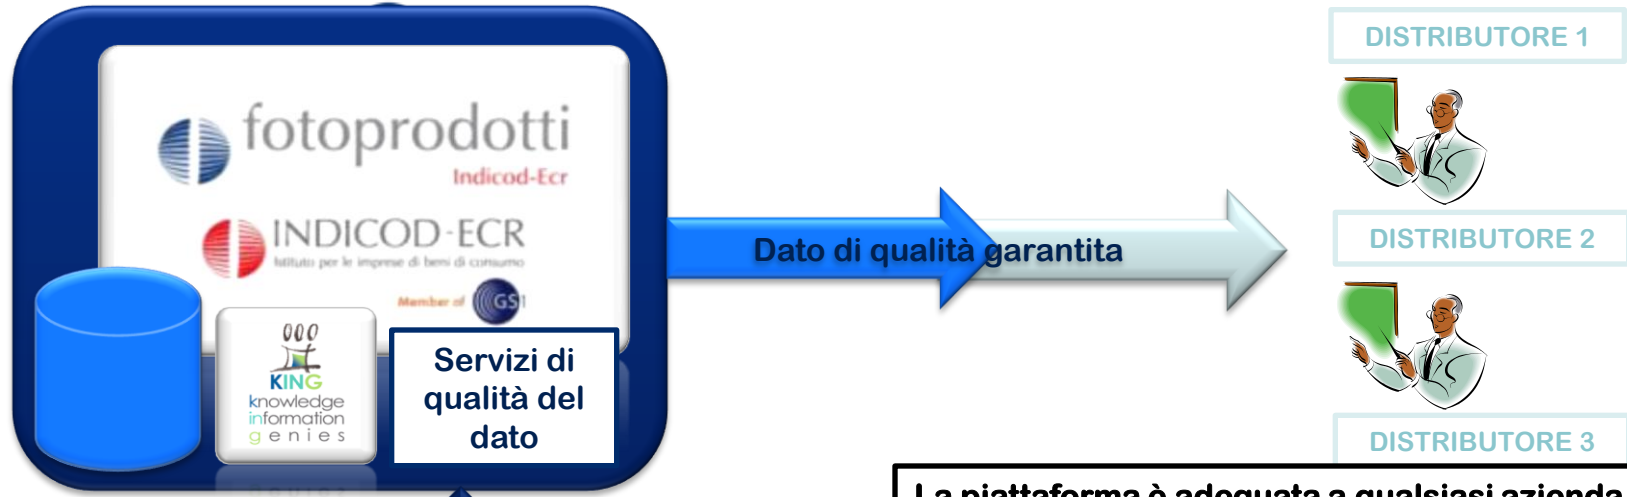 DISTRIBUTORE 1
fotoprodotti
Indicod-Ecr
INDICOD-ECR
Istituto per le imprese di beni di consumo
Member of GS1
Dato di qualità garantita
DISTRIBUTORE 2
KING
knowledge
information
genies
Servizi di
qualità del
dato
DISTRIBUTORE 3
La piattaforma è adeguata a qualsiasi azienda